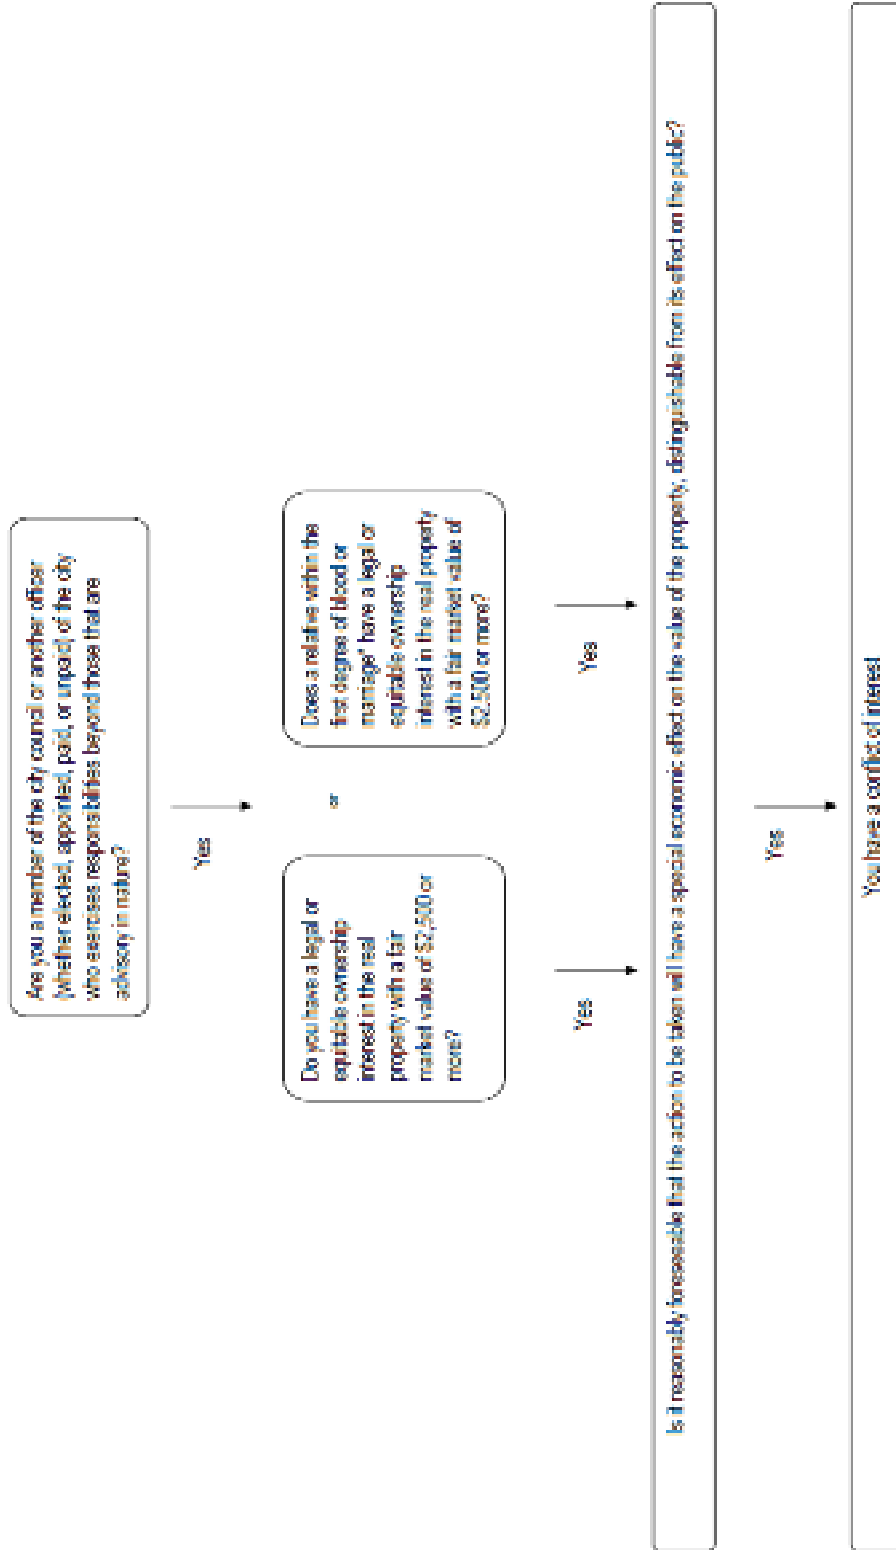 Are you a member of the city council or another officer
(whether elected, appointed, paid, or unpaid) of the city
who exercises responsibilities beyond those that are
advisory in nature?
Yes
Do you have a legal or
equitable ownership
interest in the real
property with a fair
market value of $2,500 or
more?
or
Does a relative within the
first degree of blood or
marriage* have a legal or
equitable ownership
interest in the real property
with a fair market value of
$2,500 or more?
Yes
Yes
Is it reasonably foreseeable that the action to be taken will have a special economic effect on the value of the property, distinguishable from its effect on the public?
Yes
You have a conflict of interest